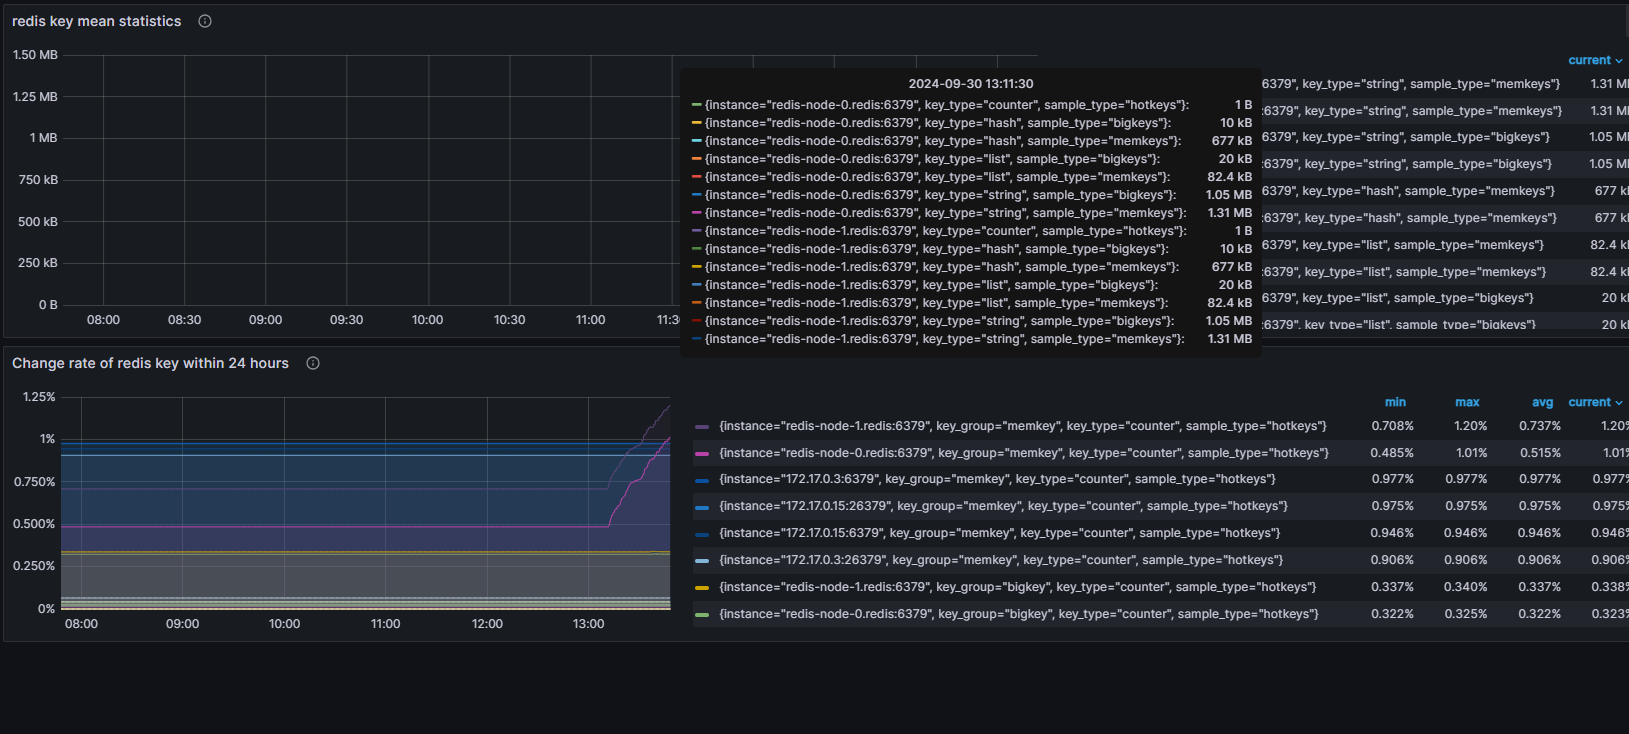 redis key mean statistics
1.50 MB
1.25 MB
1 MB
750 kB
500 kB
250 kB
0 B
08:00 08:30 09:00 09:30 10:00 10:30 11:00 11:30
2024-09-30 13:11:30
{instance="redis-node-0.redis:6379", key_type="counter", sample_type="hotkeys"}: 1 B
{instance="redis-node-0.redis:6379", key_type="hash", sample_type="bigkeys"}: 10 kB
{instance="redis-node-0.redis:6379", key_type="hash", sample_type="memkeys"}: 677 kB
{instance="redis-node-0.redis:6379", key_type="list", sample_type="bigkeys"}: 20 kB
{instance="redis-node-0.redis:6379", key_type="list", sample_type="memkeys"}: 82.4 kB
{instance="redis-node-0.redis:6379", key_type="string", sample_type="bigkeys"}: 1.05 MB
{instance="redis-node-0.redis:6379", key_type="string", sample_type="memkeys"}: 1.31 MB
{instance="redis-node-1.redis:6379", key_type="counter", sample_type="hotkeys"}: 1 B
{instance="redis-node-1.redis:6379", key_type="hash", sample_type="bigkeys"}: 10 kB
{instance="redis-node-1.redis:6379", key_type="hash", sample_type="memkeys"}: 677 kB
{instance="redis-node-1.redis:6379", key_type="list", sample_type="bigkeys"}: 20 kB
{instance="redis-node-1.redis:6379", key_type="list", sample_type="memkeys"}: 82.4 kB
{instance="redis-node-1.redis:6379", key_type="string", sample_type="bigkeys"}: 1.05 MB
{instance="redis-node-1.redis:6379", key_type="string", sample_type="memkeys"}: 1.31 MB
current
6379", key_type="string", sample_type="memkeys"} 1.31 M
:6379", key_type="string", sample_type="memkeys"} 1.31 M
6379", key_type="string", sample_type="bigkeys"} 1.05 M
:6379", key_type="string", sample_type="bigkeys"} 1.05 M
6379", key_type="hash", sample_type="memkeys"} 677 k
:6379", key_type="hash", sample_type="memkeys"} 677 k
6379", key_type="list", sample_type="memkeys"} 82.4 k
:6379", key_type="list", sample_type="memkeys"} 82.4 k
6379", key_type="list", sample_type="bigkeys"} 20 k
:6379", key_type="list", sample_type="bigkeys"} 20 k
Change rate of redis key within 24 hours
1.25%
1%
0.750%
0.500%
0.250%
0%
08:00 09:00 10:00 11:00 12:00 13:00
min max avg current
{instance="redis-node-1.redis:6379", key_group="memkey", key_type="counter", sample_type="hotkeys"} 0.708% 1.20% 0.737% 1.20%
{instance="redis-node-0.redis:6379", key_group="memkey", key_type="counter", sample_type="hotkeys"} 0.485% 1.01% 0.515% 1.01%
{instance="172.17.0.3:6379", key_group="memkey", key_type="counter", sample_type="hotkeys"} 0.977% 0.977% 0.977% 0.977%
{instance="172.17.0.15:26379", key_group="memkey", key_type="counter", sample_type="hotkeys"} 0.975% 0.975% 0.975% 0.975%
{instance="172.17.0.15:6379", key_group="memkey", key_type="counter", sample_type="hotkeys"} 0.946% 0.946% 0.946% 0.946%
{instance="172.17.0.3:26379", key_group="memkey", key_type="counter", sample_type="hotkeys"} 0.906% 0.906% 0.906% 0.906%
{instance="redis-node-1.redis:6379", key_group="bigkey", key_type="counter", sample_type="hotkeys"} 0.337% 0.340% 0.337% 0.338%
{instance="redis-node-0.redis:6379", key_group="bigkey", key_type="counter", sample_type="hotkeys"} 0.322% 0.325% 0.322% 0.323%